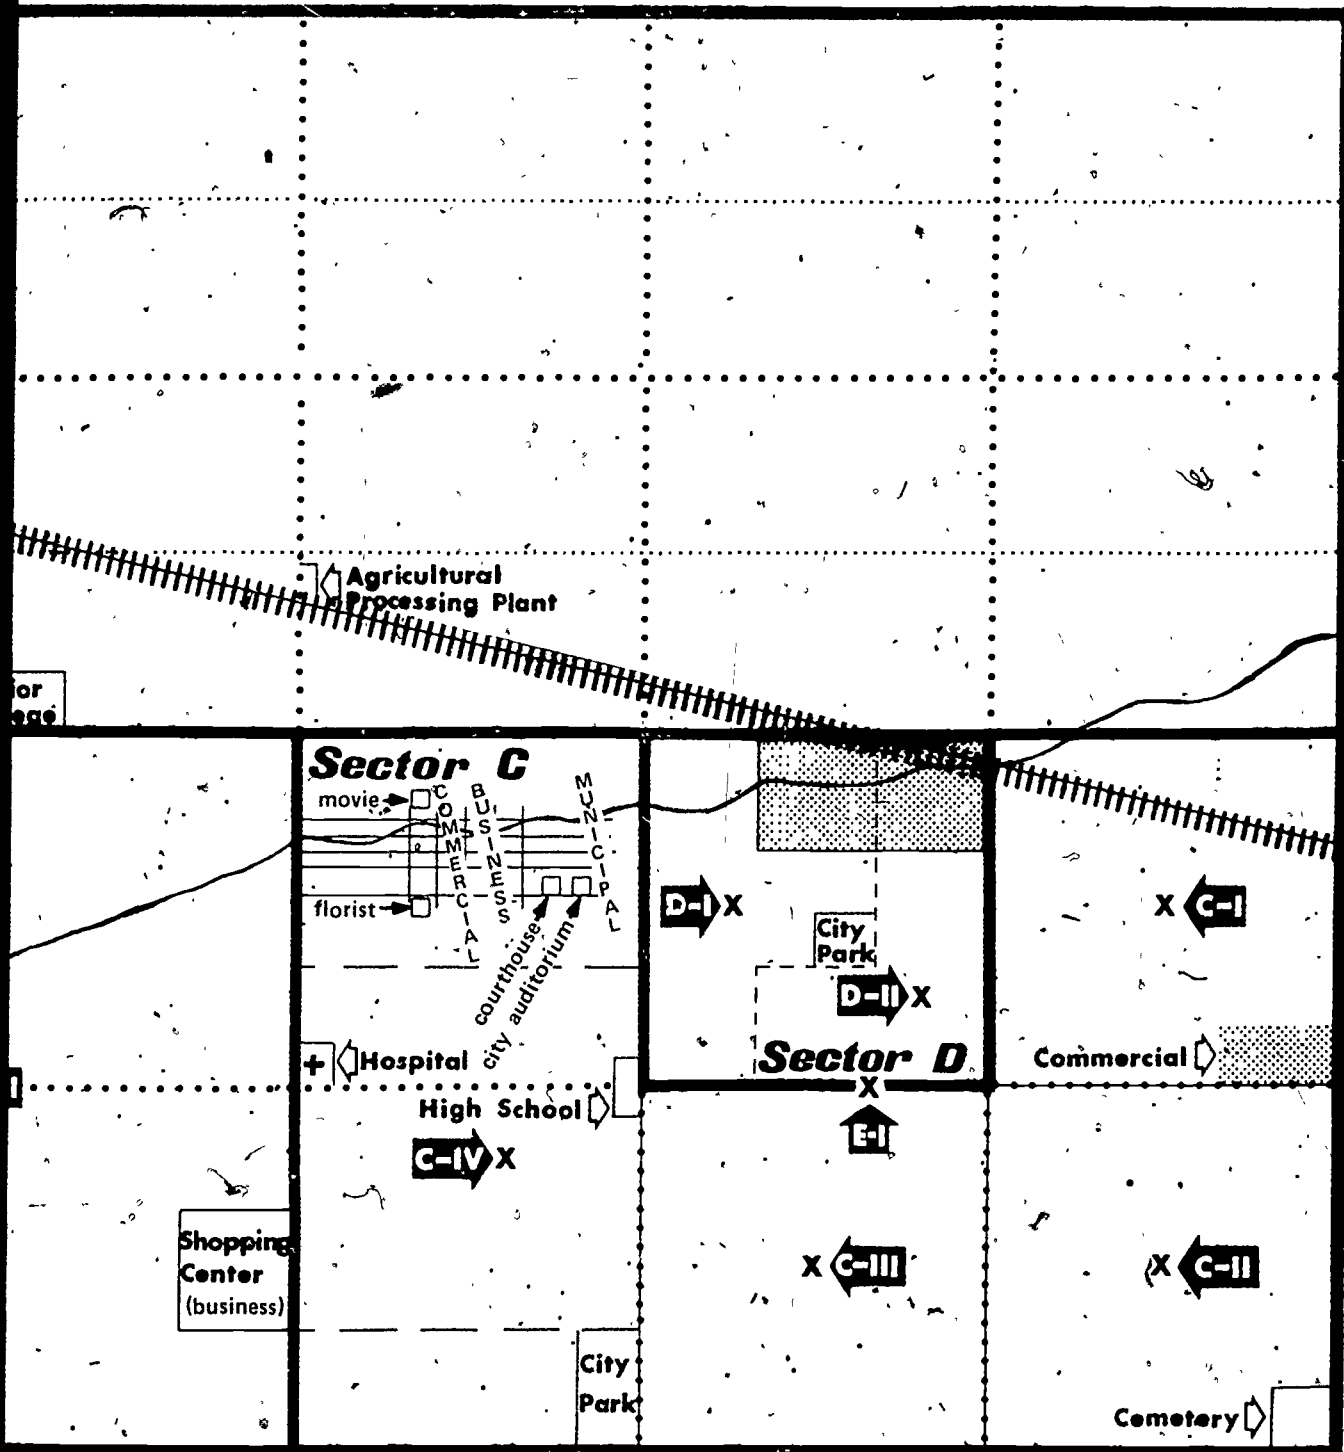 Agricultural
Processing Plant
Sector C
movie
COMMERCIAL
BUSINESS
MUNICIPAL
florist
courthouse
city auditorium
D-I X
X C-I
City
Park
D-II X
Sector D
+ Hospital
Commercial
High School
X
E-I
C-IV X
Shopping
Center
(business)
X C-III
X C-II
City
Park
Cemetery